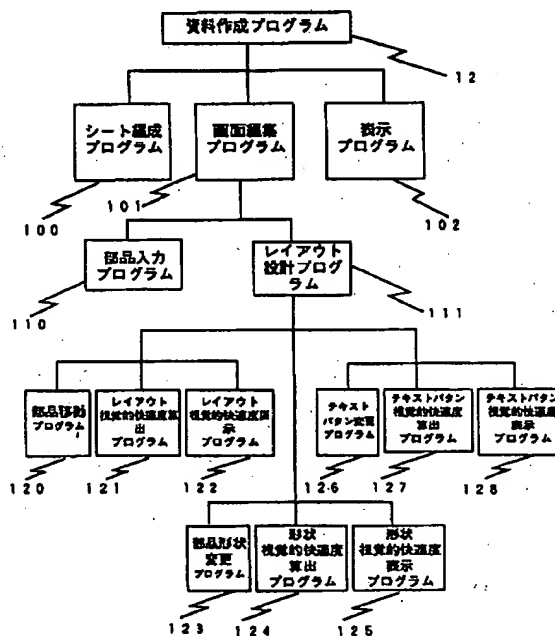 資料作成プログラム
12
シート編成
プログラム
画面編集
プログラム
表示
プログラム
100
101
102
部品入力
プログラム
レイアウト
設計プログ
ラム
110
111
部品移動
プログラム
レイアウト
視覚的快適度算
出
プログラム
レイアウト
視覚的快適度表
示
プログラム
テキスト
パタン変更
プログラム
テキストパタン
視覚的快適度
算出
プログラム
テキストパタン
視覚的快適度
表示
プログラム
120
121
122
126
127
128
部品形状
変更
プログラム
形状
視覚的快適度
算出
プログラム
形状
視覚的快適度
表示
プログラム
123
124
125